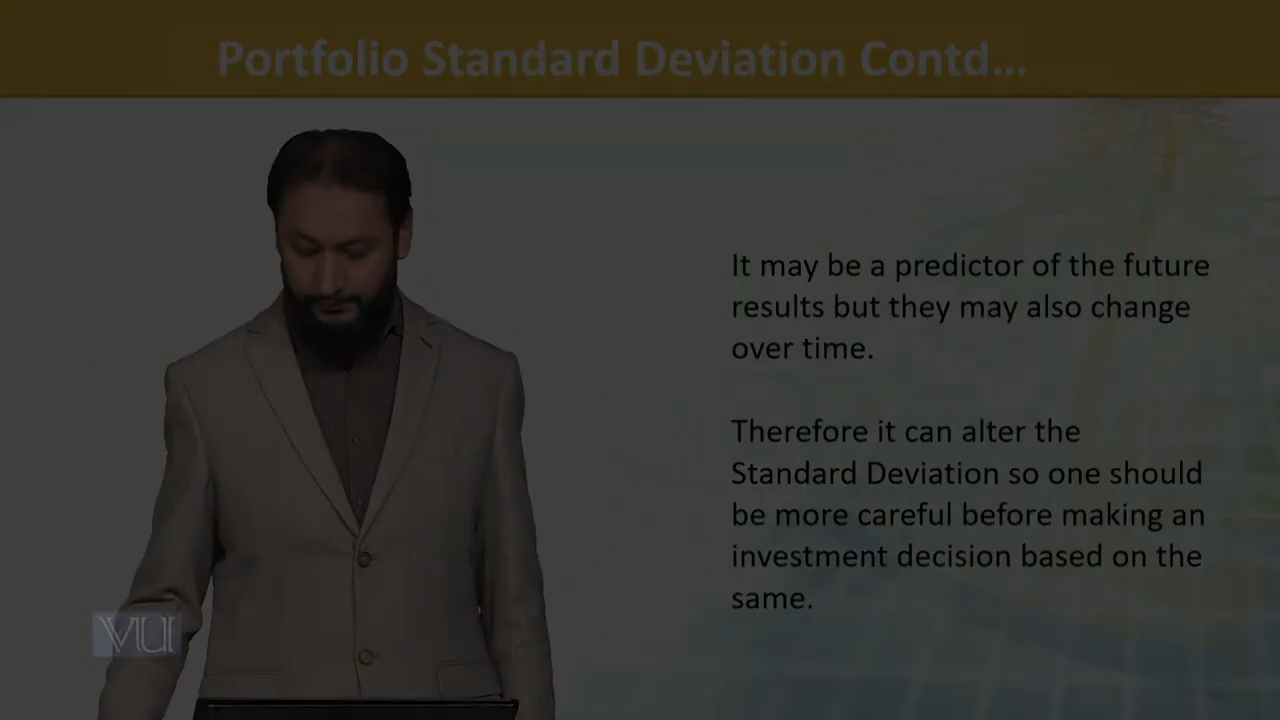 Portfolio Standard Deviation Contd…
It may be a predictor of the future
results but they may also change
over time.
Therefore it can alter the
Standard Deviation so one should
be more careful before making an
investment decision based on the
same.
VU